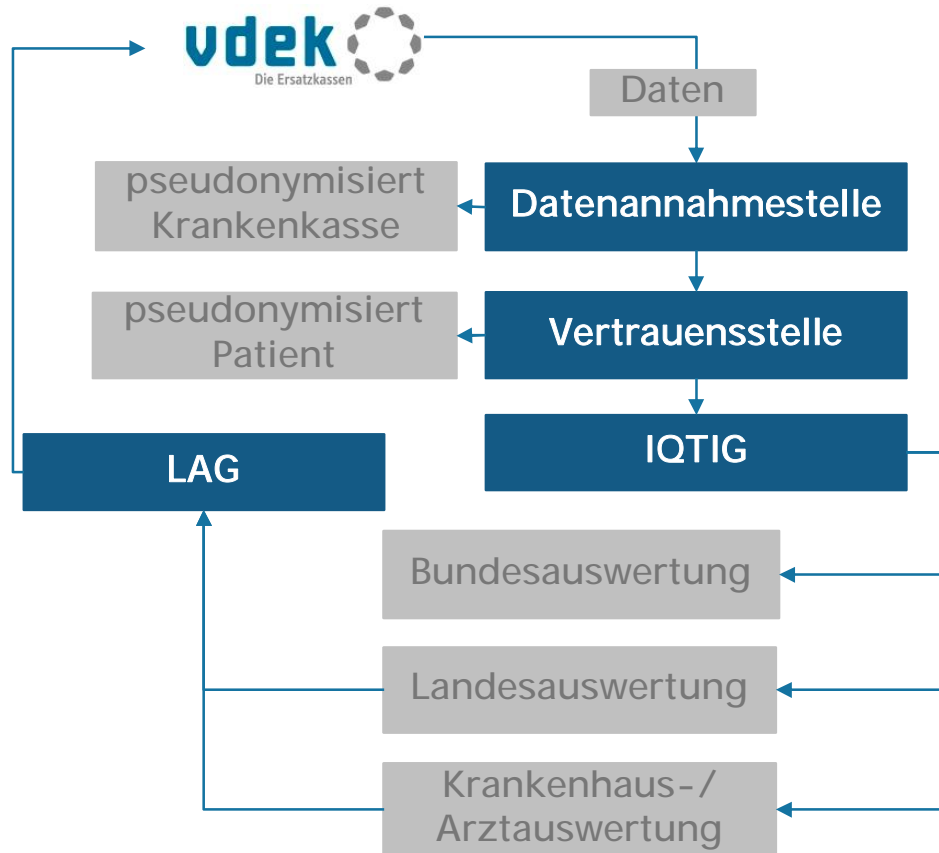 vdek
Die Ersatzkassen
Daten
pseudonymisiert
Krankenkasse
Datenannahmestelle
pseudonymisiert
Patient
Vertrauensstelle
IQTIG
LAG
Bundesauswertung
Landesauswertung
Krankenhaus-/
Arztauswertung